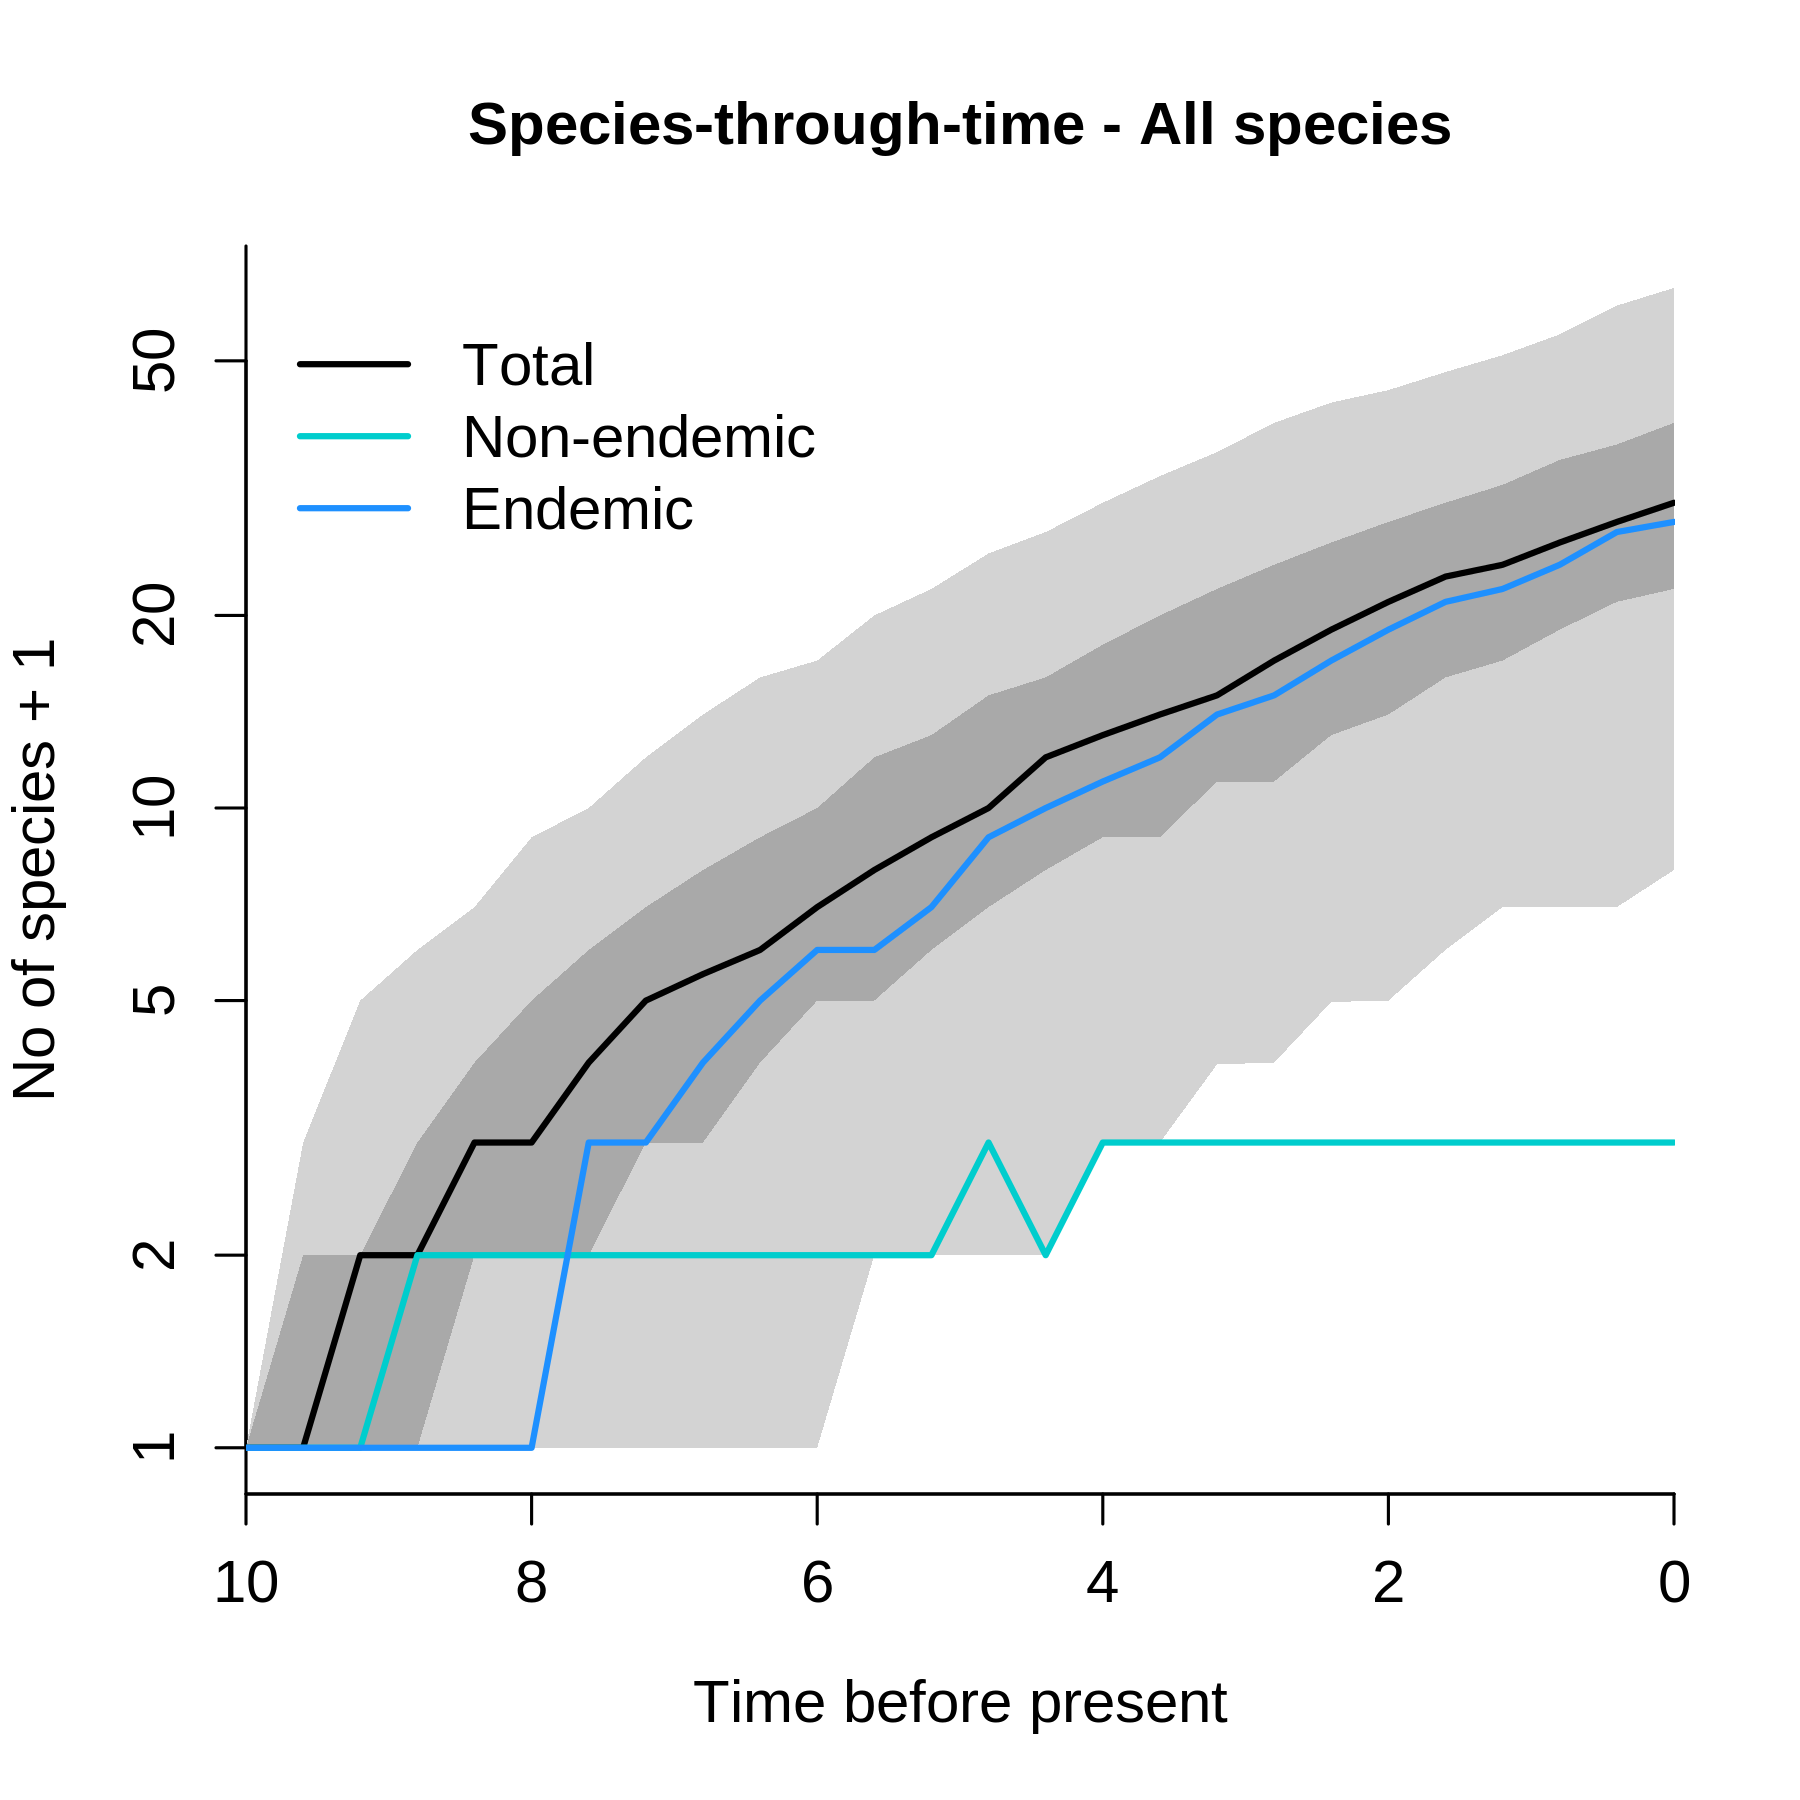 Species-through-time - All species
No of species + 1
50
20
10
5
2
1
Total
Non-endemic
Endemic
10 8 6 4 2 0
Time before present